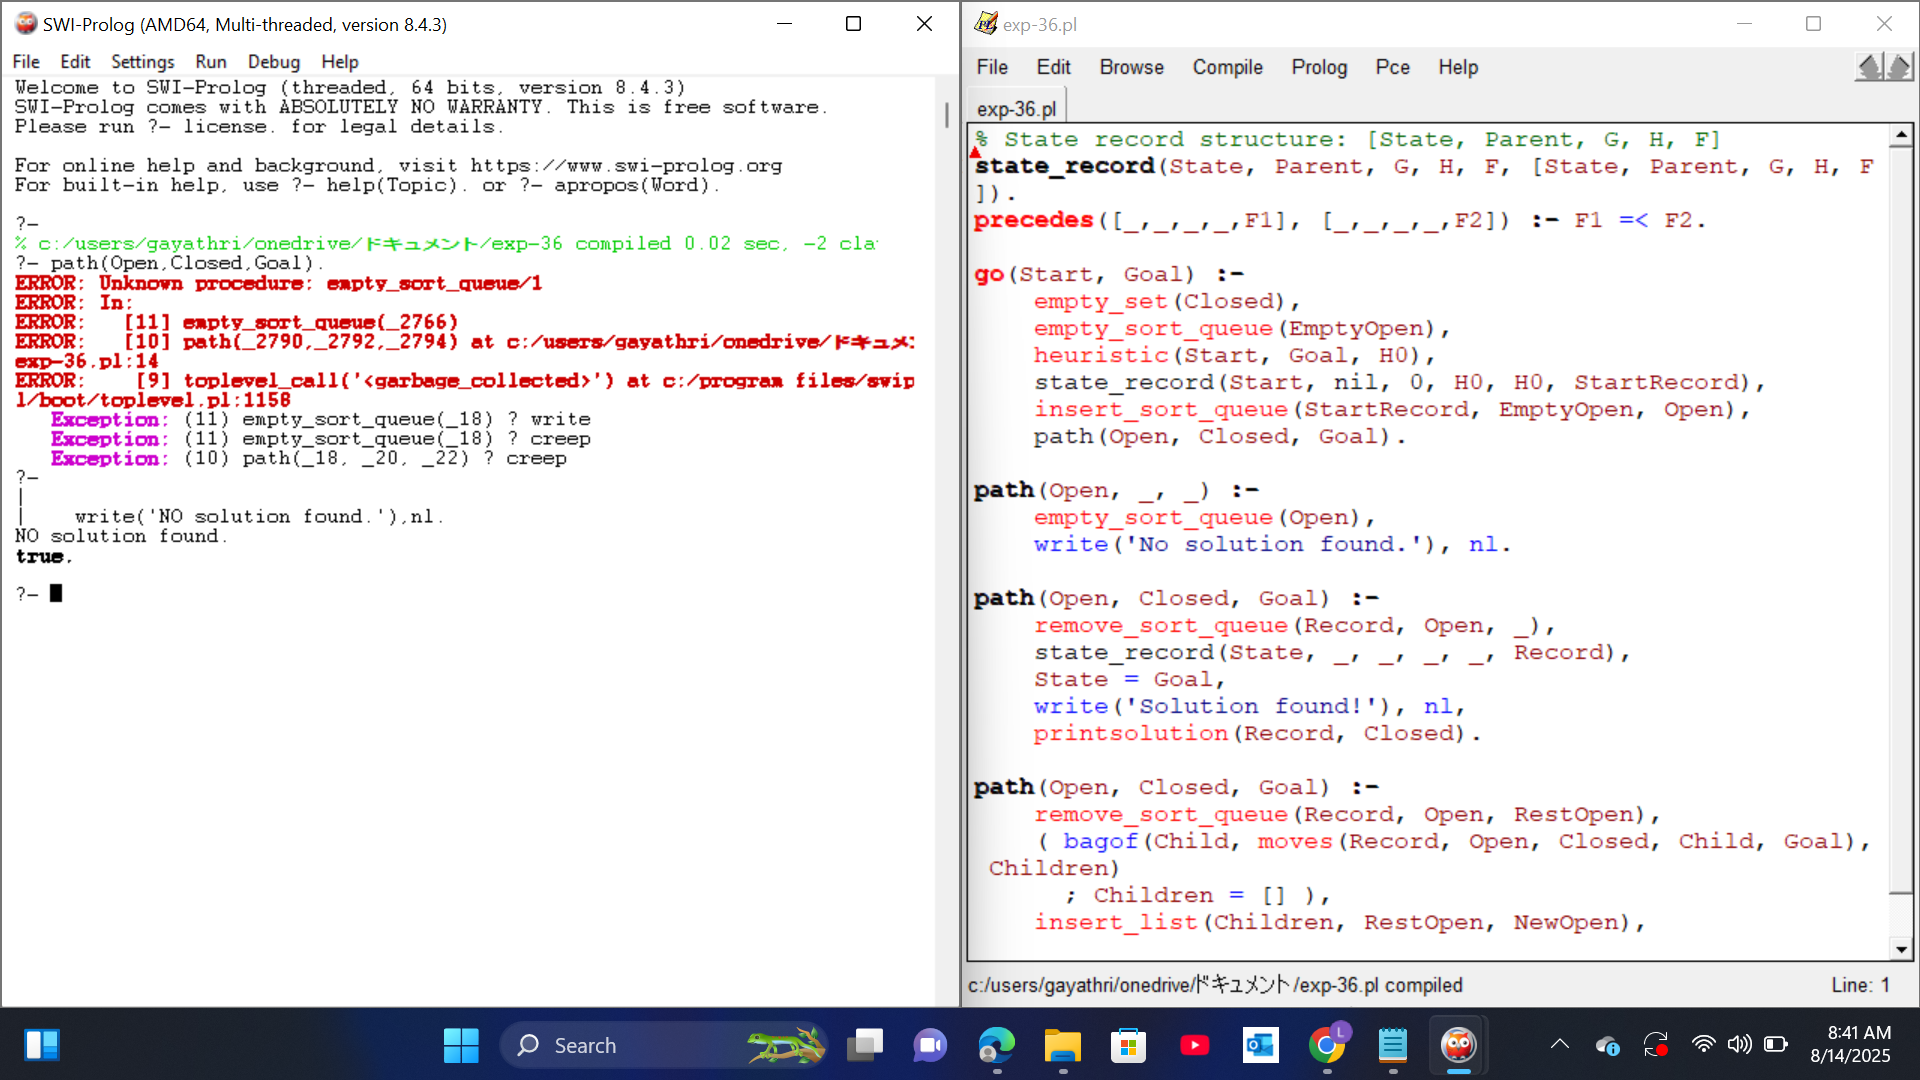 SWI-Prolog (AMD64, Multi-threaded, version 8.4.3)
File Edit Settings Run Debug Help
Welcome to SWI-Prolog (threaded, 64 bits, version 8.4.3)
SWI-Prolog comes with ABSOLUTELY NO WARRANTY. This is free software.
Please run ?- license. for legal details.
For online help and background, visit https://www.swi-prolog.org
For built-in help, use ?- help(Topic). or ?- apropos(Word).
?-
% c:/users/gayathri/onedrive/ドキュメント/exp-36 compiled 0.02 sec, -2 cla
?- path(Open,Closed,Goal).
ERROR: Unknown procedure: empty_sort_queue/1
ERROR: In:
ERROR:   [11] empty_sort_queue(_2766)
ERROR:   [10] path(_2790,_2792,_2794) at c:/users/gayathri/onedrive/ドキュメ
exp-36.pl:14
ERROR:    [9] toplevel_call('<garbage_collected>') at c:/program files/swip
l/boot/toplevel.pl:1158
   Exception: (11) empty_sort_queue(_18) ? write
   Exception: (11) empty_sort_queue(_18) ? creep
   Exception: (10) path(_18, _20, _22) ? creep
?-
|
|    write('NO solution found.'),nl.
NO solution found.
true.
?-
exp-36.pl
File Edit Browse Compile Prolog Pce Help
exp-36.pl
% State record structure: [State, Parent, G, H, F]
state_record(State, Parent, G, H, F, [State, Parent, G, H, F
]).
precedes([_,_,_,_,F1], [_,_,_,_,F2]) :- F1 =< F2.
go(Start, Goal) :-
    empty_set(Closed),
    empty_sort_queue(EmptyOpen),
    heuristic(Start, Goal, H0),
    state_record(Start, nil, 0, H0, H0, StartRecord),
    insert_sort_queue(StartRecord, EmptyOpen, Open),
    path(Open, Closed, Goal).
path(Open, _, _) :-
    empty_sort_queue(Open),
    write('No solution found.'), nl.
path(Open, Closed, Goal) :-
    remove_sort_queue(Record, Open, _),
    state_record(State, _, _, _, _, Record),
    State = Goal,
    write('Solution found!'), nl,
    printsolution(Record, Closed).
path(Open, Closed, Goal) :-
    remove_sort_queue(Record, Open, RestOpen),
    ( bagof(Child, moves(Record, Open, Closed, Child, Goal),
 Children)
      ; Children = [] ),
    insert_list(Children, RestOpen, NewOpen),
c:/users/gayathri/onedrive/ドキュメント/exp-36.pl compiled
Line: 1
Search
L
8:41 AM
8/14/2025